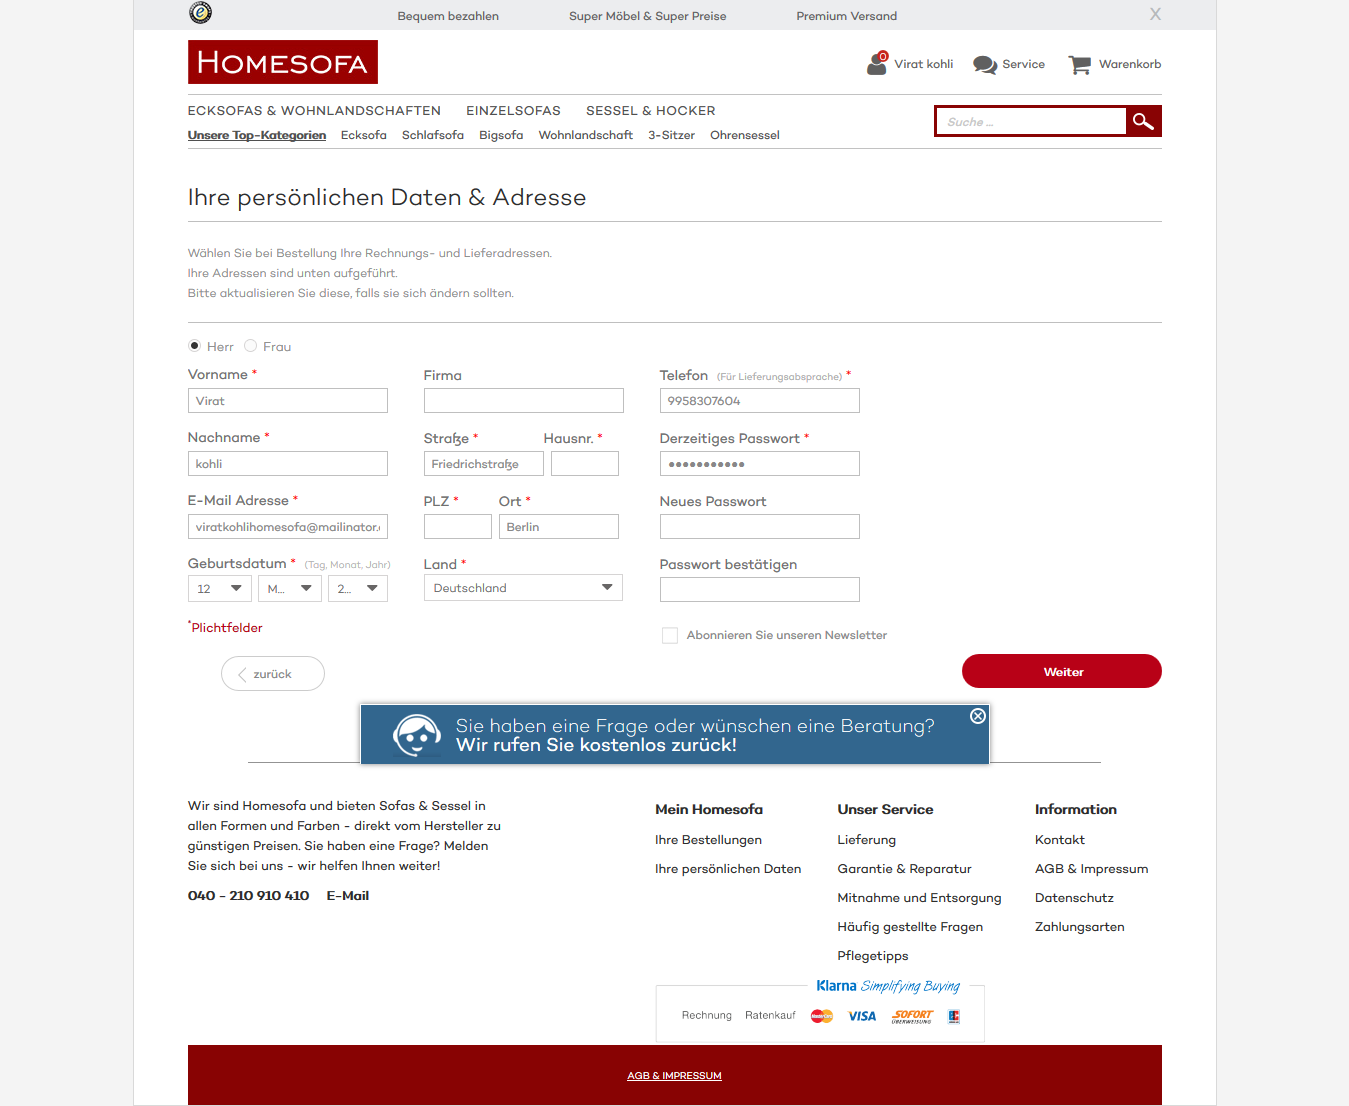 Bequem bezahlen Super Möbel & Super Preise Premium Versand X
HOMESOFA
0 Virat kohli Service Warenkorb
ECKSOFAS & WOHNLANDSCHAFTEN EINZELSOFAS SESSEL & HOCKER
Unsere Top-Kategorien Ecksofa Schlafsofa Bigsofa Wohnlandschaft 3-Sitzer Ohrensessel
Suche ...
Ihre persönlichen Daten & Adresse
Wählen Sie bei Bestellung Ihre Rechnungs- und Lieferadressen.
Ihre Adressen sind unten aufgeführt.
Bitte aktualisieren Sie diese, falls sie sich ändern sollten.
Herr Frau
Vorname * Firma Telefon (Für Lieferungsabsprache) *
Virat 9958307604
Nachname * Straße * Hausnr. * Derzeitiges Passwort *
kohli Friedrichstraße •••••••••••
E-Mail Adresse * PLZ * Ort * Neues Passwort
viratkohlihomesofa@mailinator. Berlin
Geburtsdatum * (Tag, Monat, Jahr) Land * Passwort bestätigen
12 M... 2... Deutschland
*Plichtfelder
Abonnieren Sie unseren Newsletter
zurück Weiter
Sie haben eine Frage oder wünschen eine Beratung?
Wir rufen Sie kostenlos zurück!
Wir sind Homesofa und bieten Sofas & Sessel in
allen Formen und Farben - direkt vom Hersteller zu
günstigen Preisen. Sie haben eine Frage? Melden
Sie sich bei uns - wir helfen Ihnen weiter!
040 - 210 910 410 E-Mail
Mein Homesofa
Ihre Bestellungen
Ihre persönlichen Daten
Unser Service
Lieferung
Garantie & Reparatur
Mitnahme und Entsorgung
Häufig gestellte Fragen
Pflegetipps
Information
Kontakt
AGB & Impressum
Datenschutz
Zahlungsarten
Klarna Simplifying Buying
Rechnung Ratenkauf MasterCard VISA SOFORT
ÜBERWEISUNG
AGB & IMPRESSUM